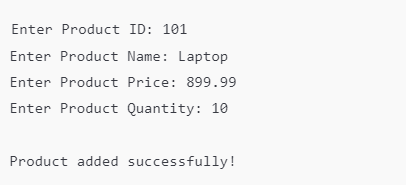 Enter Product ID: 101
Enter Product Name: Laptop
Enter Product Price: 899.99
Enter Product Quantity: 10
Product added successfully!